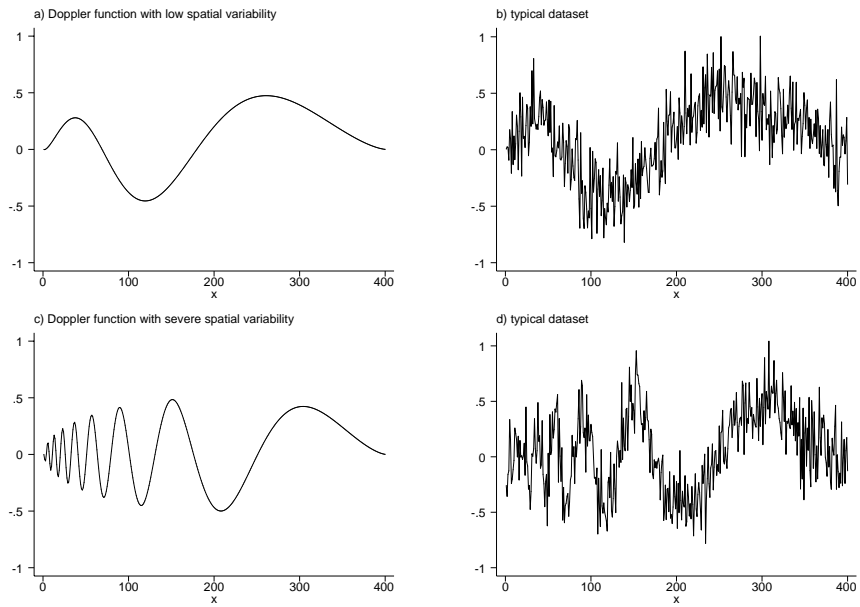 a) Doppler function with low spatial variability
1
.5
0
-.5
-1
0 100 200 300 400
x
b) typical dataset
1
.5
0
-.5
-1
0 100 200 300 400
x
c) Doppler function with severe spatial variability
1
.5
0
-.5
-1
0 100 200 300 400
x
d) typical dataset
1
.5
0
-.5
-1
0 100 200 300 400
x